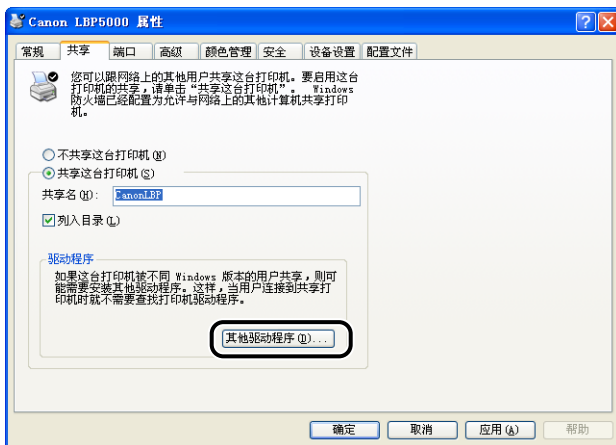 Canon LBP5000 属性
常规 共享 端口 高级 颜色管理 安全 设备设置 配置文件
您可以跟网络上的其他用户共享这台打印机。要启用这台
打印机的共享，请单击“共享这台打印机”。 Windows
防火墙已经配置为允许与网络上的其他计算机共享打印
机。
不共享这台打印机(N)
共享这台打印机(S)
共享名(H): CanonLBP
列入目录(L)
驱动程序
如果这台打印机被不同 Windows 版本的用户共享，则可
能需要安装其他驱动程序。这样，当用户连接到共享打
印机时就不需要查找打印机驱动程序。
其他驱动程序(D)...
确定 取消 应用(A) 帮助